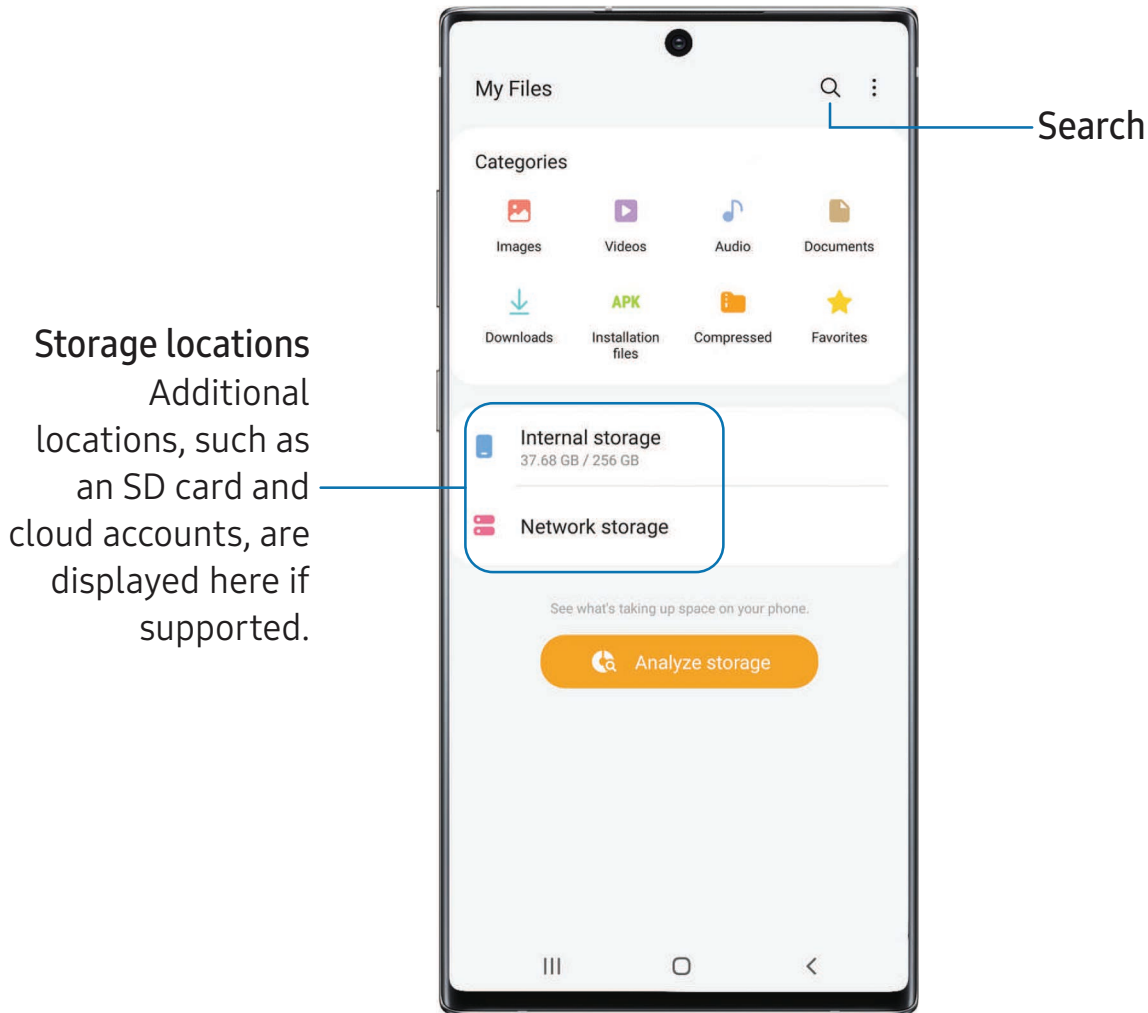 My Files
Search
Categories
Images
Videos
Audio
Documents
Downloads
APK
Installation
files
Compressed
Favorites
Storage locations
Additional
locations, such as
an SD card and
cloud accounts, are
displayed here if
supported.
Internal storage
37.68 GB / 256 GB
Network storage
See what's taking up space on your phone.
Analyze storage